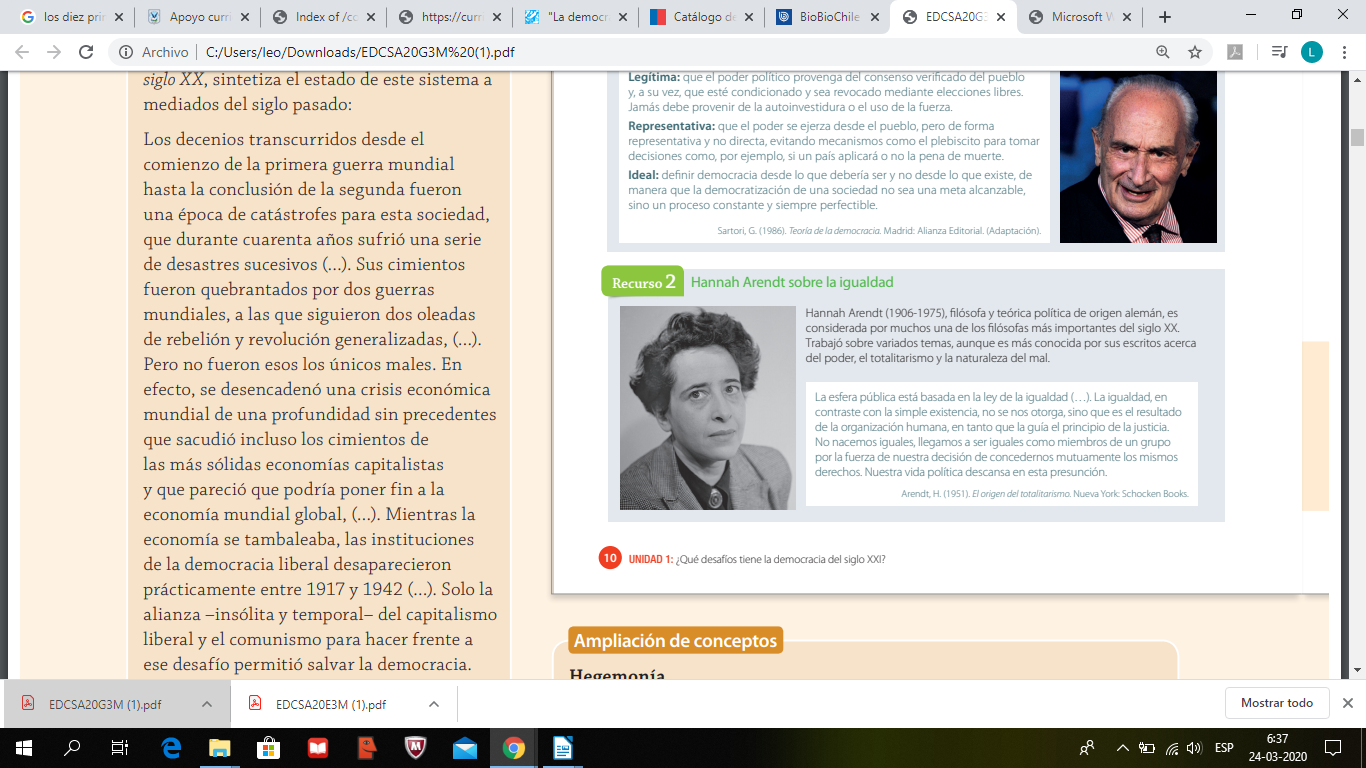 los diez prir
Apoyo curr
Index of /cc
https://curr
"La democr
Catálogo de
BioBioChile
EDCSA20G3
Microsoft W
Archivo
C:/Users/leo/Downloads/EDCSA20G3M%20(1).pdf
L
siglo XX, sintetiza el estado de este sistema a
mediados del siglo pasado:
Los decenios transcurridos desde el
comienzo de la primera guerra mundial
hasta la conclusión de la segunda fueron
una época de catástrofes para esta sociedad,
que durante cuarenta años sufrió una serie
de desastres sucesivos (...). Sus cimientos
fueron quebrantados por dos guerras
mundiales, a las que siguieron dos oleadas
de rebelión y revolución generalizadas, (...).
Pero no fueron esos los únicos males. En
efecto, se desencadenó una crisis económica
mundial de una profundidad sin precedentes
que sacudió incluso los cimientos de
las más sólidas economías capitalistas
y que pareció que podría poner fin a la
economía mundial global, (...). Mientras la
economía se tambaleaba, las instituciones
de la democracia liberal desaparecieron
prácticamente entre 1917 y 1942 (...). Solo la
alianza –insólita y temporal– del capitalismo
liberal y el comunismo para hacer frente a
ese desafío permitió salvar la democracia.
Legítima: que el poder político provenga del consenso verificado del pueblo
y, a su vez, que esté condicionado y sea revocado mediante elecciones libres.
Jamás debe provenir de la autoinvestidura o el uso de la fuerza.
Representativa: que el poder se ejerza desde el pueblo, pero de forma
representativa y no directa, evitando mecanismos como el plebiscito para tomar
decisiones como, por ejemplo, si un país aplicará o no la pena de muerte.
Ideal: definir democracia desde lo que debería ser y no desde lo que existe, de
manera que la democratización de una sociedad no sea una meta alcanzable,
sino un proceso constante y siempre perfectible.
Sartori, G. (1986). Teoría de la democracia. Madrid: Alianza Editorial. (Adaptación).
Recurso 2 Hannah Arendt sobre la igualdad
Hannah Arendt (1906-1975), filósofa y teórica política de origen alemán, es
considerada por muchos una de los filósofas más importantes del siglo XX.
Trabajó sobre variados temas, aunque es más conocida por sus escritos acerca
del poder, el totalitarismo y la naturaleza del mal.
La esfera pública está basada en la ley de la igualdad (…). La igualdad, en
contraste con la simple existencia, no se nos otorga, sino que es el resultado
de la organización humana, en tanto que la guía el principio de la justicia.
No nacemos iguales, llegamos a ser iguales como miembros de un grupo
por la fuerza de nuestra decisión de concedernos mutuamente los mismos
derechos. Nuestra vida política descansa en esta presunción.
Arendt, H. (1951). El origen del totalitarismo. Nueva York: Schocken Books.
10 UNIDAD 1: ¿Qué desafíos tiene la democracia del siglo XXI?
Ampliación de conceptos
Hegemonía
EDCSA20G3M (1).pdf
EDCSA20E3M (1).pdf
Mostrar todo
ESP
6:37
24-03-2020